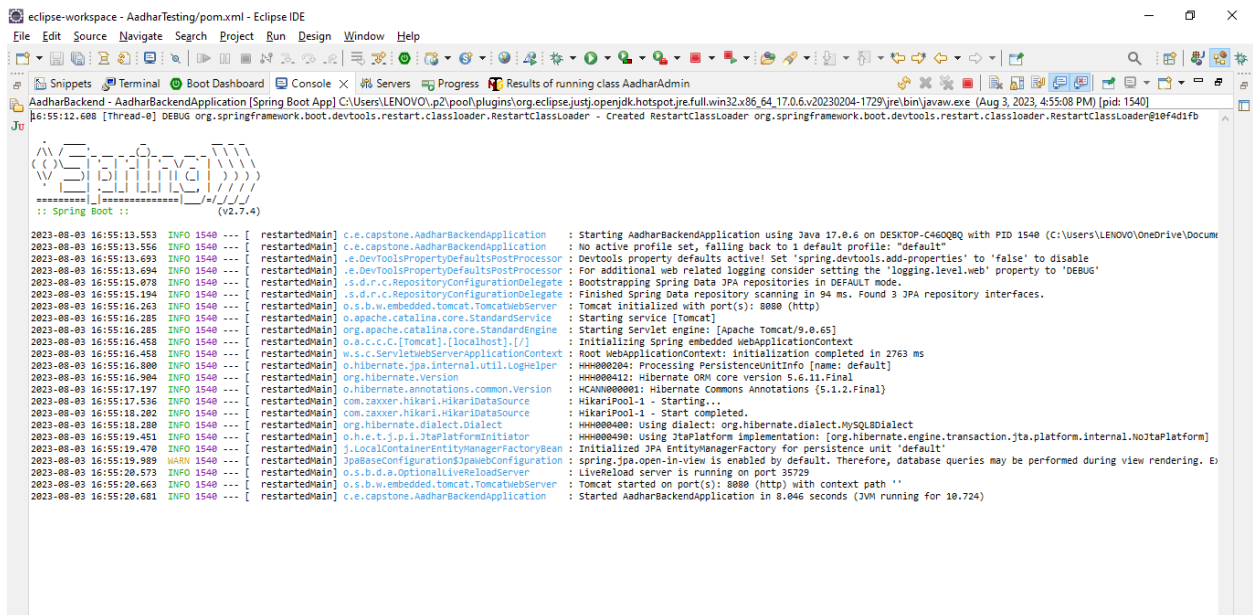 eclipse-workspace - AadharTesting/pom.xml - Eclipse IDE
File Edit Source Navigate Search Project Run Design Window Help
Snippets Terminal Boot Dashboard Console Servers Progress Results of running class AadharAdmin
AadharBackend - AadharBackendApplication [Spring Boot App] C:\Users\LENOVO\.p2\pool\plugins\org.eclipse.justj.openjdk.hotspot.jre.full.win32.x86_64_17.0.6.v20230204-1729\jre\bin\javaw.exe (Aug 3, 2023, 4:55:08 PM) [pid: 1540]
16:55:12.608 [Thread-0] DEBUG org.springframework.boot.devtools.restart.classloader.RestartClassLoader - Created RestartClassLoader org.springframework.boot.devtools.restart.classloader.RestartClassLoader@10f4d1fb
Spring
:: Spring Boot :: (v2.7.4)
2023-08-03 16:55:13.553 INFO 1540 --- [ restartedMain] c.e.capstone.AadharBackendApplication : Starting AadharBackendApplication using Java 17.0.6 on DESKTOP-C46OQBQ with PID 1540 (C:\Users\LENOVO\OneDrive\Docume
2023-08-03 16:55:13.556 INFO 1540 --- [ restartedMain] c.e.capstone.AadharBackendApplication : No active profile set, falling back to 1 default profile: "default"
2023-08-03 16:55:13.693 INFO 1540 --- [ restartedMain] .e.DevToolsPropertyDefaultsPostProcessor : Devtools property defaults active! Set 'spring.devtools.add-properties' to 'false' to disable
2023-08-03 16:55:13.694 INFO 1540 --- [ restartedMain] .e.DevToolsPropertyDefaultsPostProcessor : For additional web related logging consider setting the 'logging.level.web' property to 'DEBUG'
2023-08-03 16:55:15.078 INFO 1540 --- [ restartedMain] .s.d.r.c.RepositoryConfigurationDelegate : Bootstrapping Spring Data JPA repositories in DEFAULT mode.
2023-08-03 16:55:15.194 INFO 1540 --- [ restartedMain] .s.d.r.c.RepositoryConfigurationDelegate : Finished Spring Data repository scanning in 94 ms. Found 3 JPA repository interfaces.
2023-08-03 16:55:16.263 INFO 1540 --- [ restartedMain] o.s.b.w.embedded.tomcat.TomcatWebServer : Tomcat initialized with port(s): 8080 (http)
2023-08-03 16:55:16.285 INFO 1540 --- [ restartedMain] o.apache.catalina.core.StandardService : Starting service [Tomcat]
2023-08-03 16:55:16.285 INFO 1540 --- [ restartedMain] org.apache.catalina.core.StandardEngine : Starting Servlet engine: [Apache Tomcat/9.0.65]
2023-08-03 16:55:16.458 INFO 1540 --- [ restartedMain] o.a.c.c.C.[Tomcat].[localhost].[/] : Initializing Spring embedded WebApplicationContext
2023-08-03 16:55:16.458 INFO 1540 --- [ restartedMain] w.s.c.ServletWebServerApplicationContext : Root WebApplicationContext: initialization completed in 2763 ms
2023-08-03 16:55:16.800 INFO 1540 --- [ restartedMain] o.hibernate.jpa.internal.util.LogHelper : HHH000204: Processing PersistenceUnitInfo [name: default]
2023-08-03 16:55:16.904 INFO 1540 --- [ restartedMain] org.hibernate.Version : HHH000412: Hibernate ORM core version 5.6.11.Final
2023-08-03 16:55:17.197 INFO 1540 --- [ restartedMain] o.hibernate.annotations.common.Version : HCANN000001: Hibernate Commons Annotations {5.1.2.Final}
2023-08-03 16:55:17.536 INFO 1540 --- [ restartedMain] com.zaxxer.hikari.HikariDataSource : HikariPool-1 - Starting...
2023-08-03 16:55:18.202 INFO 1540 --- [ restartedMain] com.zaxxer.hikari.HikariDataSource : HikariPool-1 - Start completed.
2023-08-03 16:55:18.280 INFO 1540 --- [ restartedMain] org.hibernate.dialect.Dialect : HHH000400: Using dialect: org.hibernate.dialect.MySQL8Dialect
2023-08-03 16:55:19.451 INFO 1540 --- [ restartedMain] o.h.e.t.j.p.i.JtaPlatformInitiator : HHH000490: Using JtaPlatform implementation: [org.hibernate.engine.transaction.jta.platform.internal.NoJtaPlatform]
2023-08-03 16:55:19.470 INFO 1540 --- [ restartedMain] j.LocalContainerEntityManagerFactoryBean : Initialized JPA EntityManagerFactory for persistence unit 'default'
2023-08-03 16:55:19.989 WARN 1540 --- [ restartedMain] JpaBaseConfiguration$JpaWebConfiguration : spring.jpa.open-in-view is enabled by default. Therefore, database queries may be performed during view rendering. Ex
2023-08-03 16:55:20.573 INFO 1540 --- [ restartedMain] o.s.b.d.a.OptionalLiveReloadServer : LiveReload server is running on port 35729
2023-08-03 16:55:20.663 INFO 1540 --- [ restartedMain] o.s.b.w.embedded.tomcat.TomcatWebServer : Tomcat started on port(s): 8080 (http) with context path ''
2023-08-03 16:55:20.681 INFO 1540 --- [ restartedMain] c.e.capstone.AadharBackendApplication : Started AadharBackendApplication in 8.046 seconds (JVM running for 10.724)